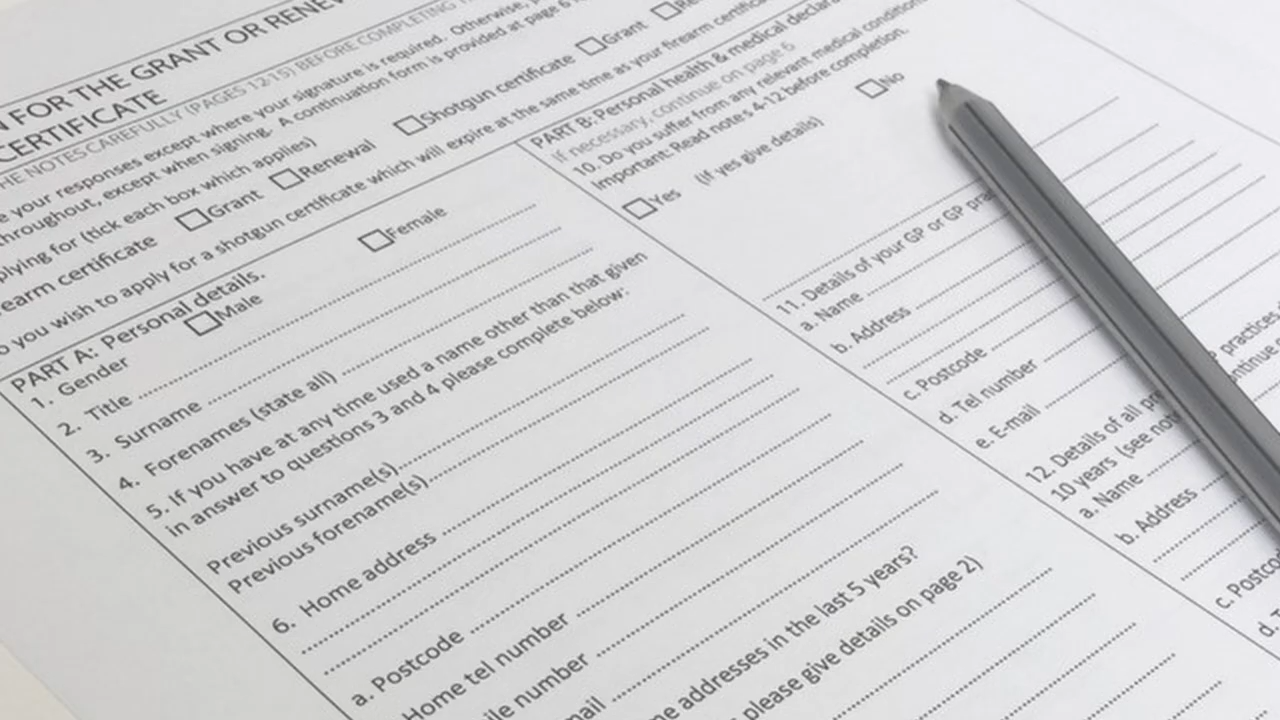 N FOR THE GRANT OR RENEW
CERTIFICATE
HE NOTES CAREFULLY (PAGES 12-15) BEFORE COMPLETING
e your responses except where your signature is required. Otherwise,
throughout, except when signing. A continuation form is provided at page 6
plying for (tick each box which applies)
earm certificate Grant Renewal Shotgun certificate Grant Re
o you wish to apply for a shotgun certificate which will expire at the same time as your firearm certific
PART A: Personal details.
1. Gender Male Female
2. Title
3. Surname
4. Forenames (state all)
5. If you have at any time used a name other than that given
in answer to questions 3 and 4 please complete below:
Previous surname(s)
Previous forename(s)
6. Home address
a. Postcode
Home tel number
ile number
mail
me addresses in the last 5 years?
please give details on page 2)
PART B: Personal health & medical declara
If necessary, continue on page 6
10. Do you suffer from any relevant medical condition
Important: Read notes 4-12 before completion.
Yes (If yes give details) No
11. Details of your GP or GP pra
a. Name
b. Address
c. Postcode
d. Tel number
e. E-mail
12. Details of all pre practices
10 years (see not ntinue o
a. Name
b. Address
c. Postco
d.